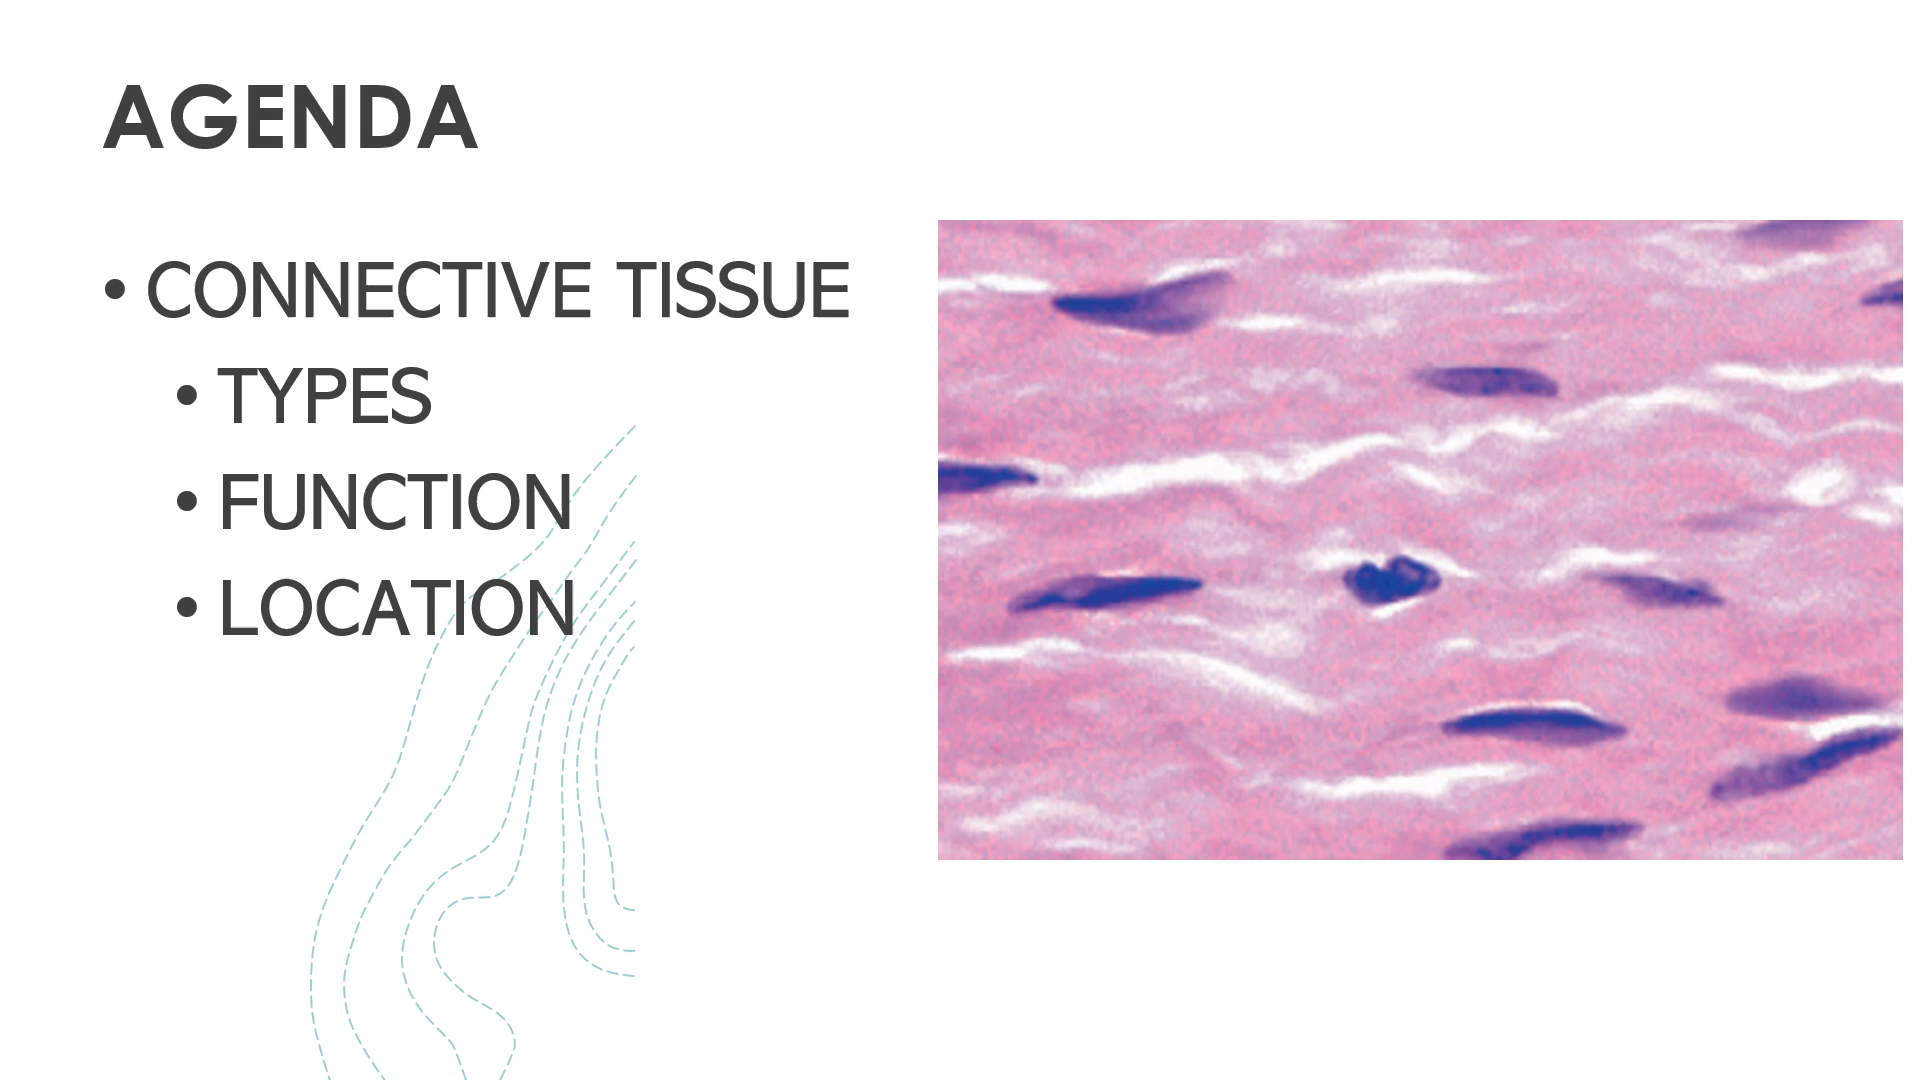 AGENDA
• CONNECTIVE TISSUE
• TYPES
• FUNCTION
• LOCATION